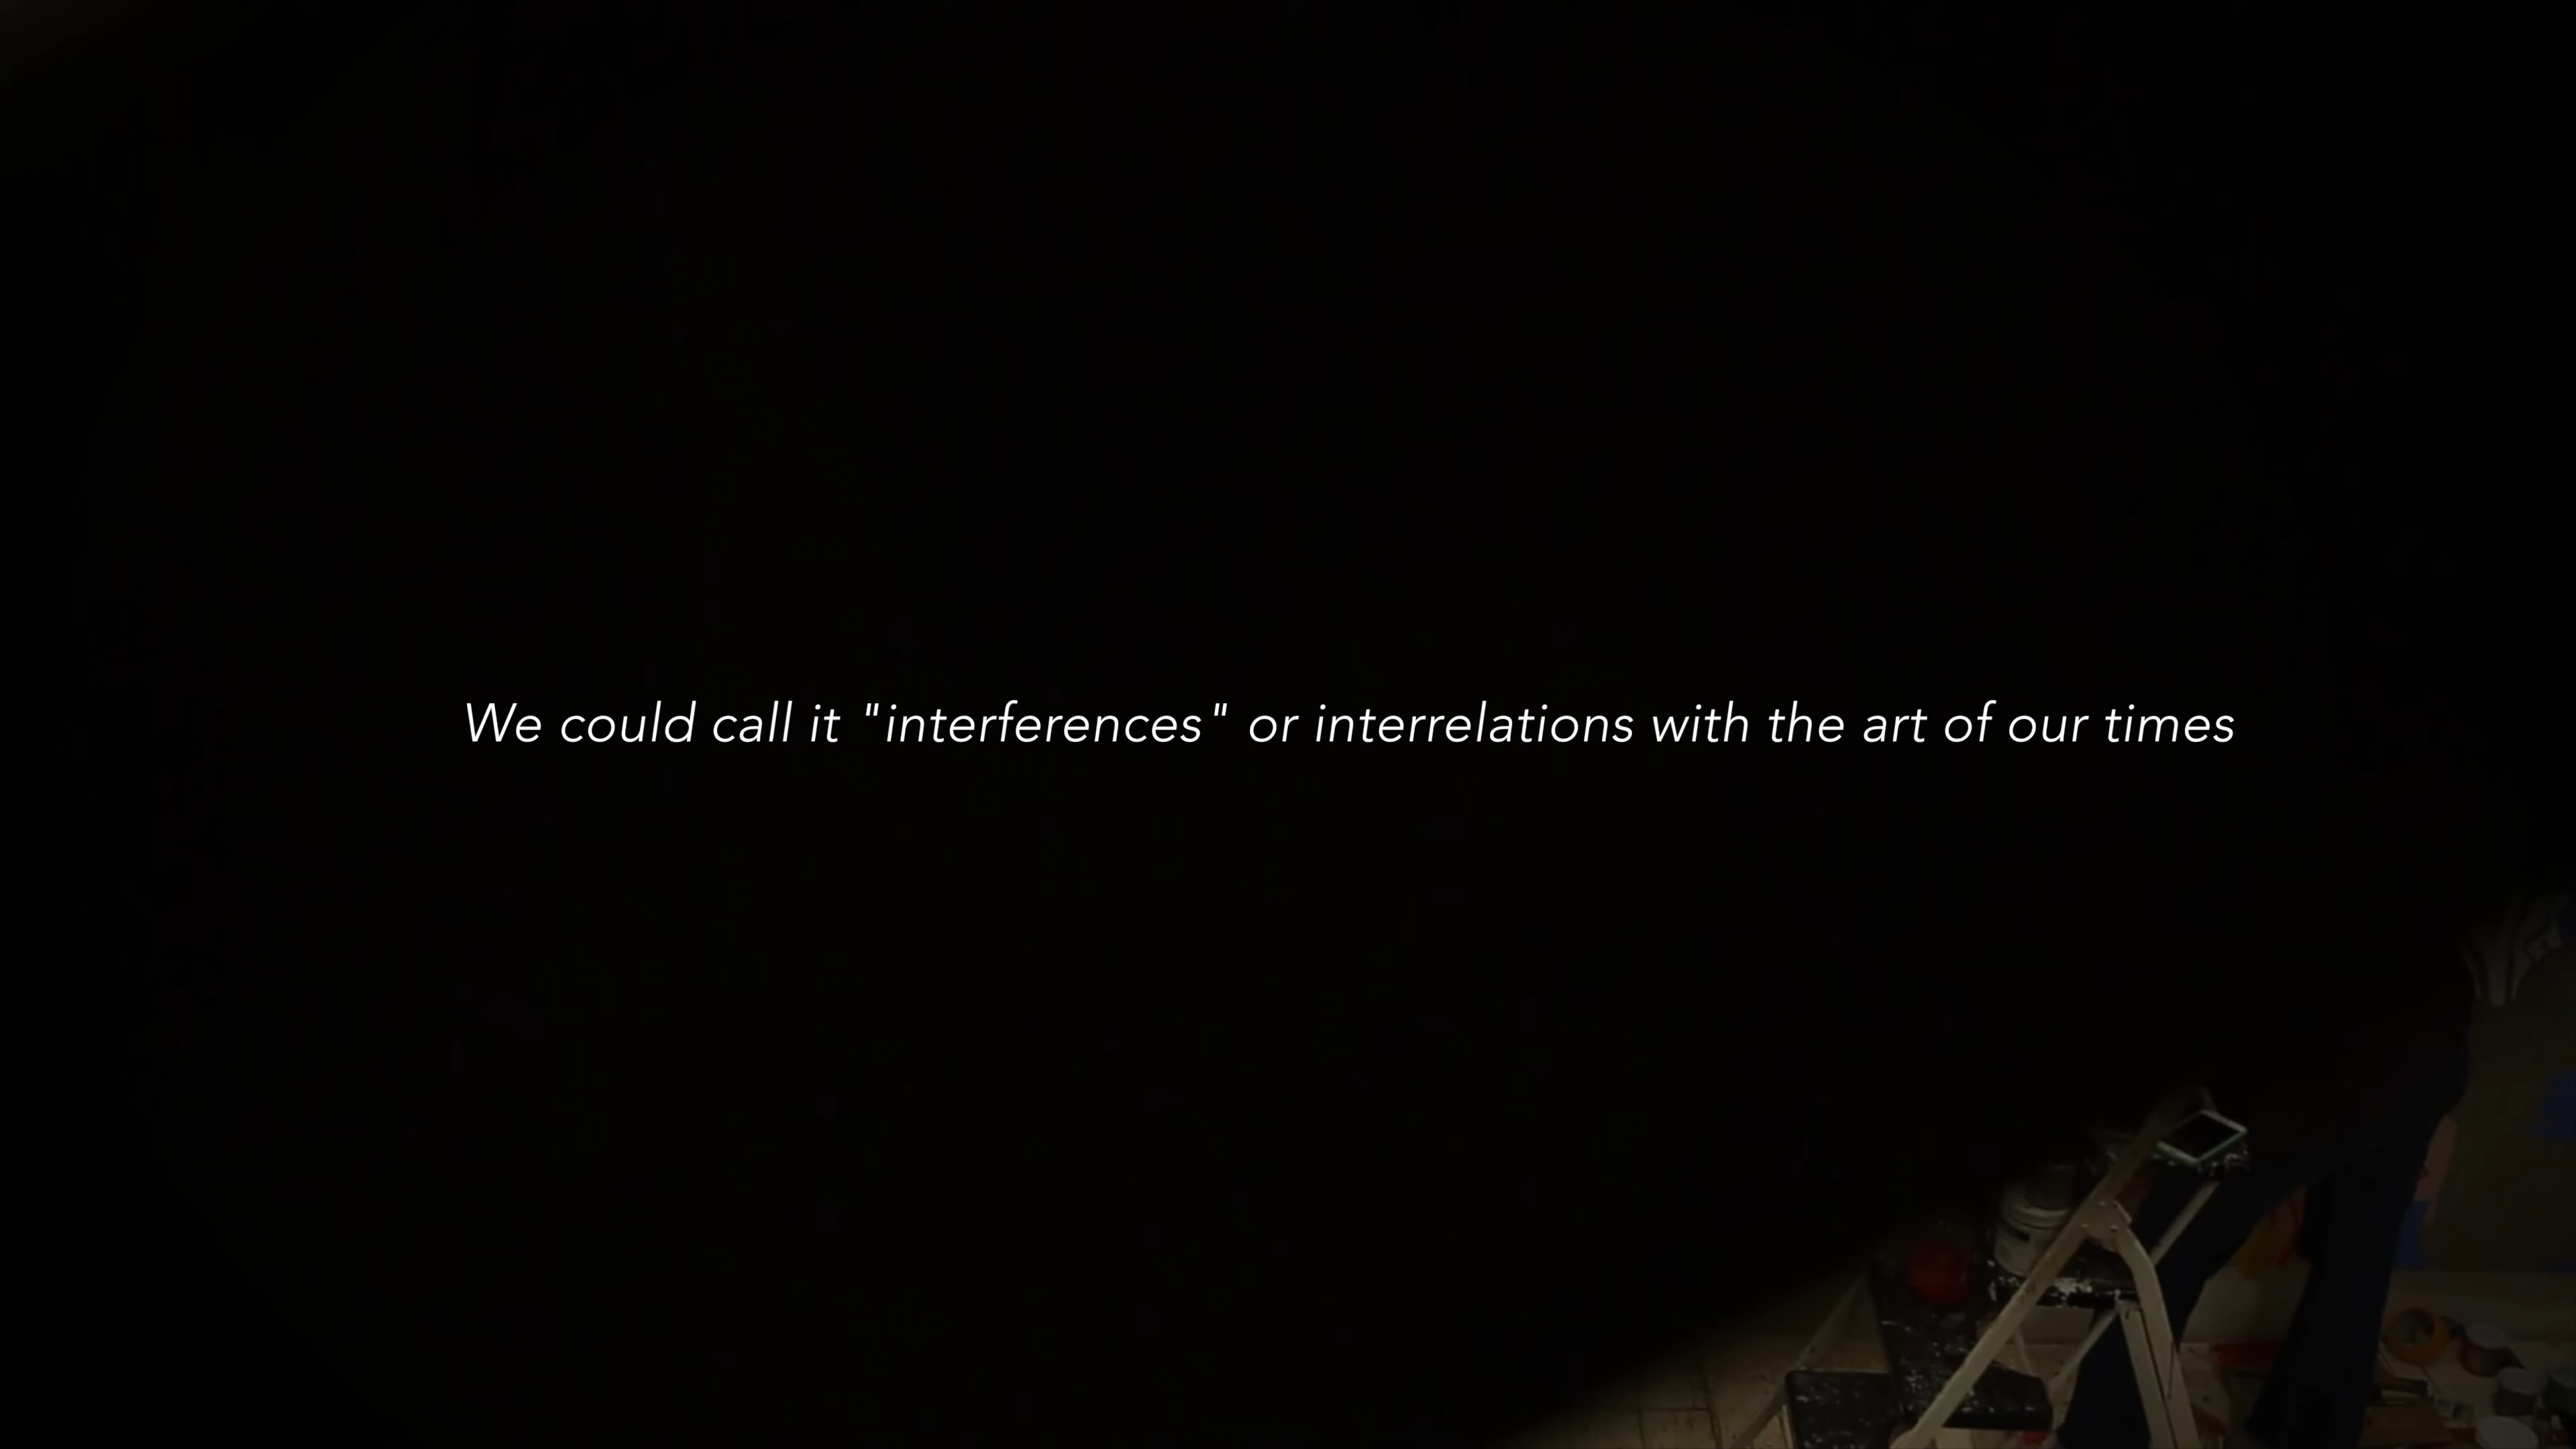 We could call it "interferences" or interrelations with the art of our times